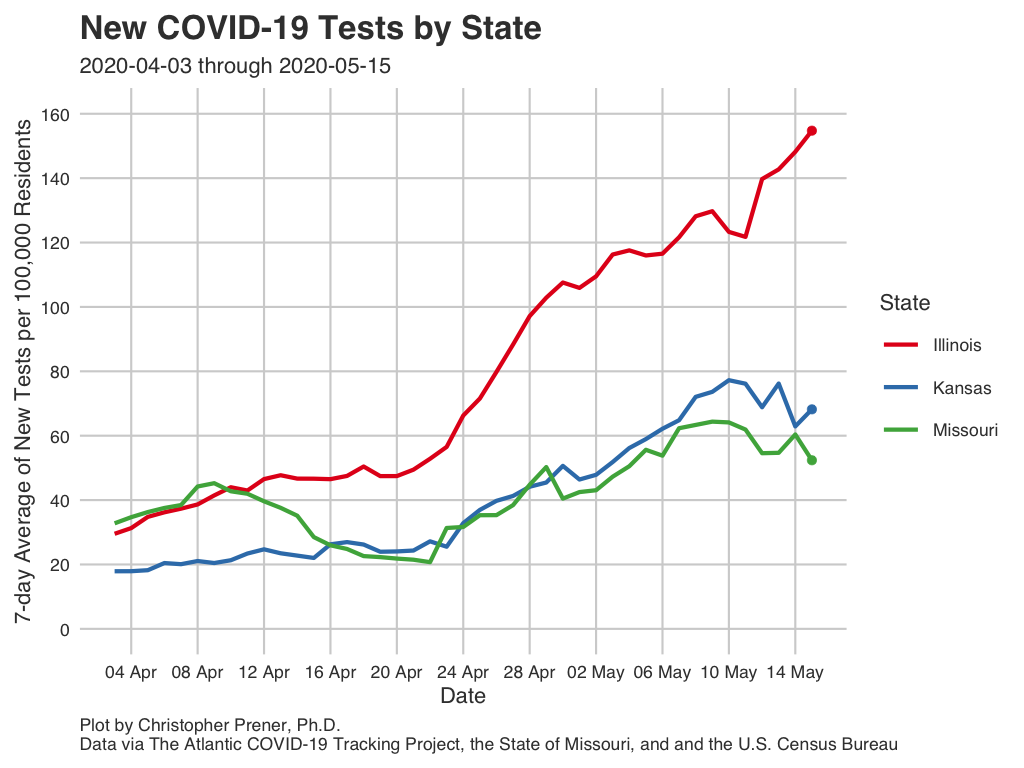 New COVID-19 Tests by State
2020-04-03 through 2020-05-15
7-day Average of New Tests per 100,000 Residents
160
140
120
100
80
60
40
20
0
04 Apr 08 Apr 12 Apr 16 Apr 20 Apr 24 Apr 28 Apr 02 May 06 May 10 May 14 May
Date
State
Illinois
Kansas
Missouri
Plot by Christopher Prener, Ph.D.
Data via The Atlantic COVID-19 Tracking Project, the State of Missouri, and and the U.S. Census Bureau